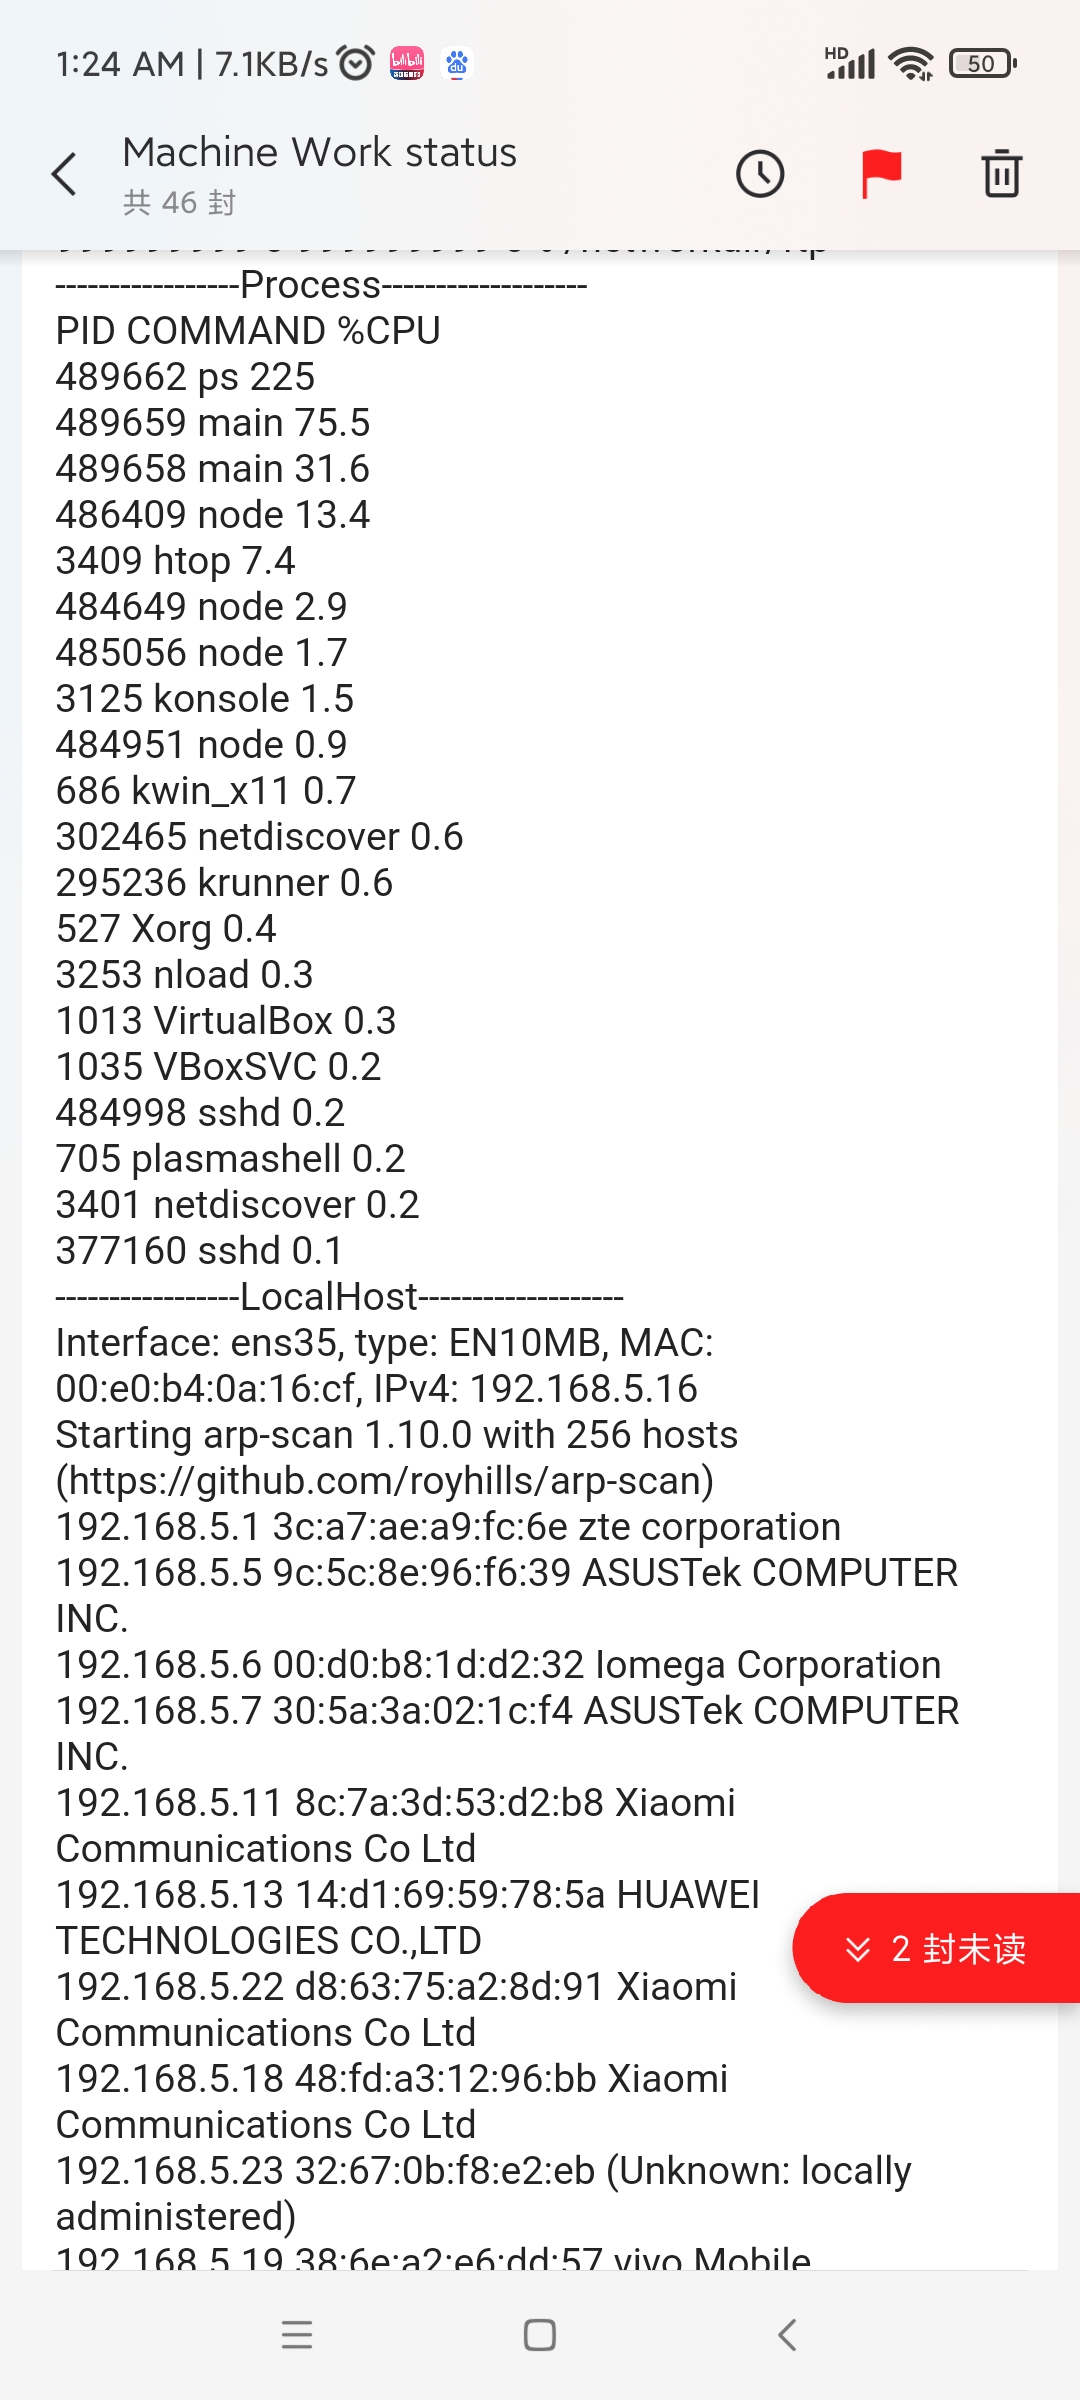 1:24 AM | 7.1KB/s
HD
50
Machine Work status
共 46 封
-----------------Process-------------------
PID COMMAND %CPU
489662 ps 225
489659 main 75.5
489658 main 31.6
486409 node 13.4
3409 htop 7.4
484649 node 2.9
485056 node 1.7
3125 konsole 1.5
484951 node 0.9
686 kwin_x11 0.7
302465 netdiscover 0.6
295236 krunner 0.6
527 Xorg 0.4
3253 nload 0.3
1013 VirtualBox 0.3
1035 VBoxSVC 0.2
484998 sshd 0.2
705 plasmashell 0.2
3401 netdiscover 0.2
377160 sshd 0.1
-----------------LocalHost-------------------
Interface: ens35, type: EN10MB, MAC:
00:e0:b4:0a:16:cf, IPv4: 192.168.5.16
Starting arp-scan 1.10.0 with 256 hosts
(https://github.com/royhills/arp-scan)
192.168.5.1 3c:a7:ae:a9:fc:6e zte corporation
192.168.5.5 9c:5c:8e:96:f6:39 ASUSTek COMPUTER
INC.
192.168.5.6 00:d0:b8:1d:d2:32 Iomega Corporation
192.168.5.7 30:5a:3a:02:1c:f4 ASUSTek COMPUTER
INC.
192.168.5.11 8c:7a:3d:53:d2:b8 Xiaomi
Communications Co Ltd
192.168.5.13 14:d1:69:59:78:5a HUAWEI
TECHNOLOGIES CO.,LTD
2 封未读
192.168.5.22 d8:63:75:a2:8d:91 Xiaomi
Communications Co Ltd
192.168.5.18 48:fd:a3:12:96:bb Xiaomi
Communications Co Ltd
192.168.5.23 32:67:0b:f8:e2:eb (Unknown: locally
administered)
192.168.5.19 38:6e:a2:e6:dd:57 vivo Mobile